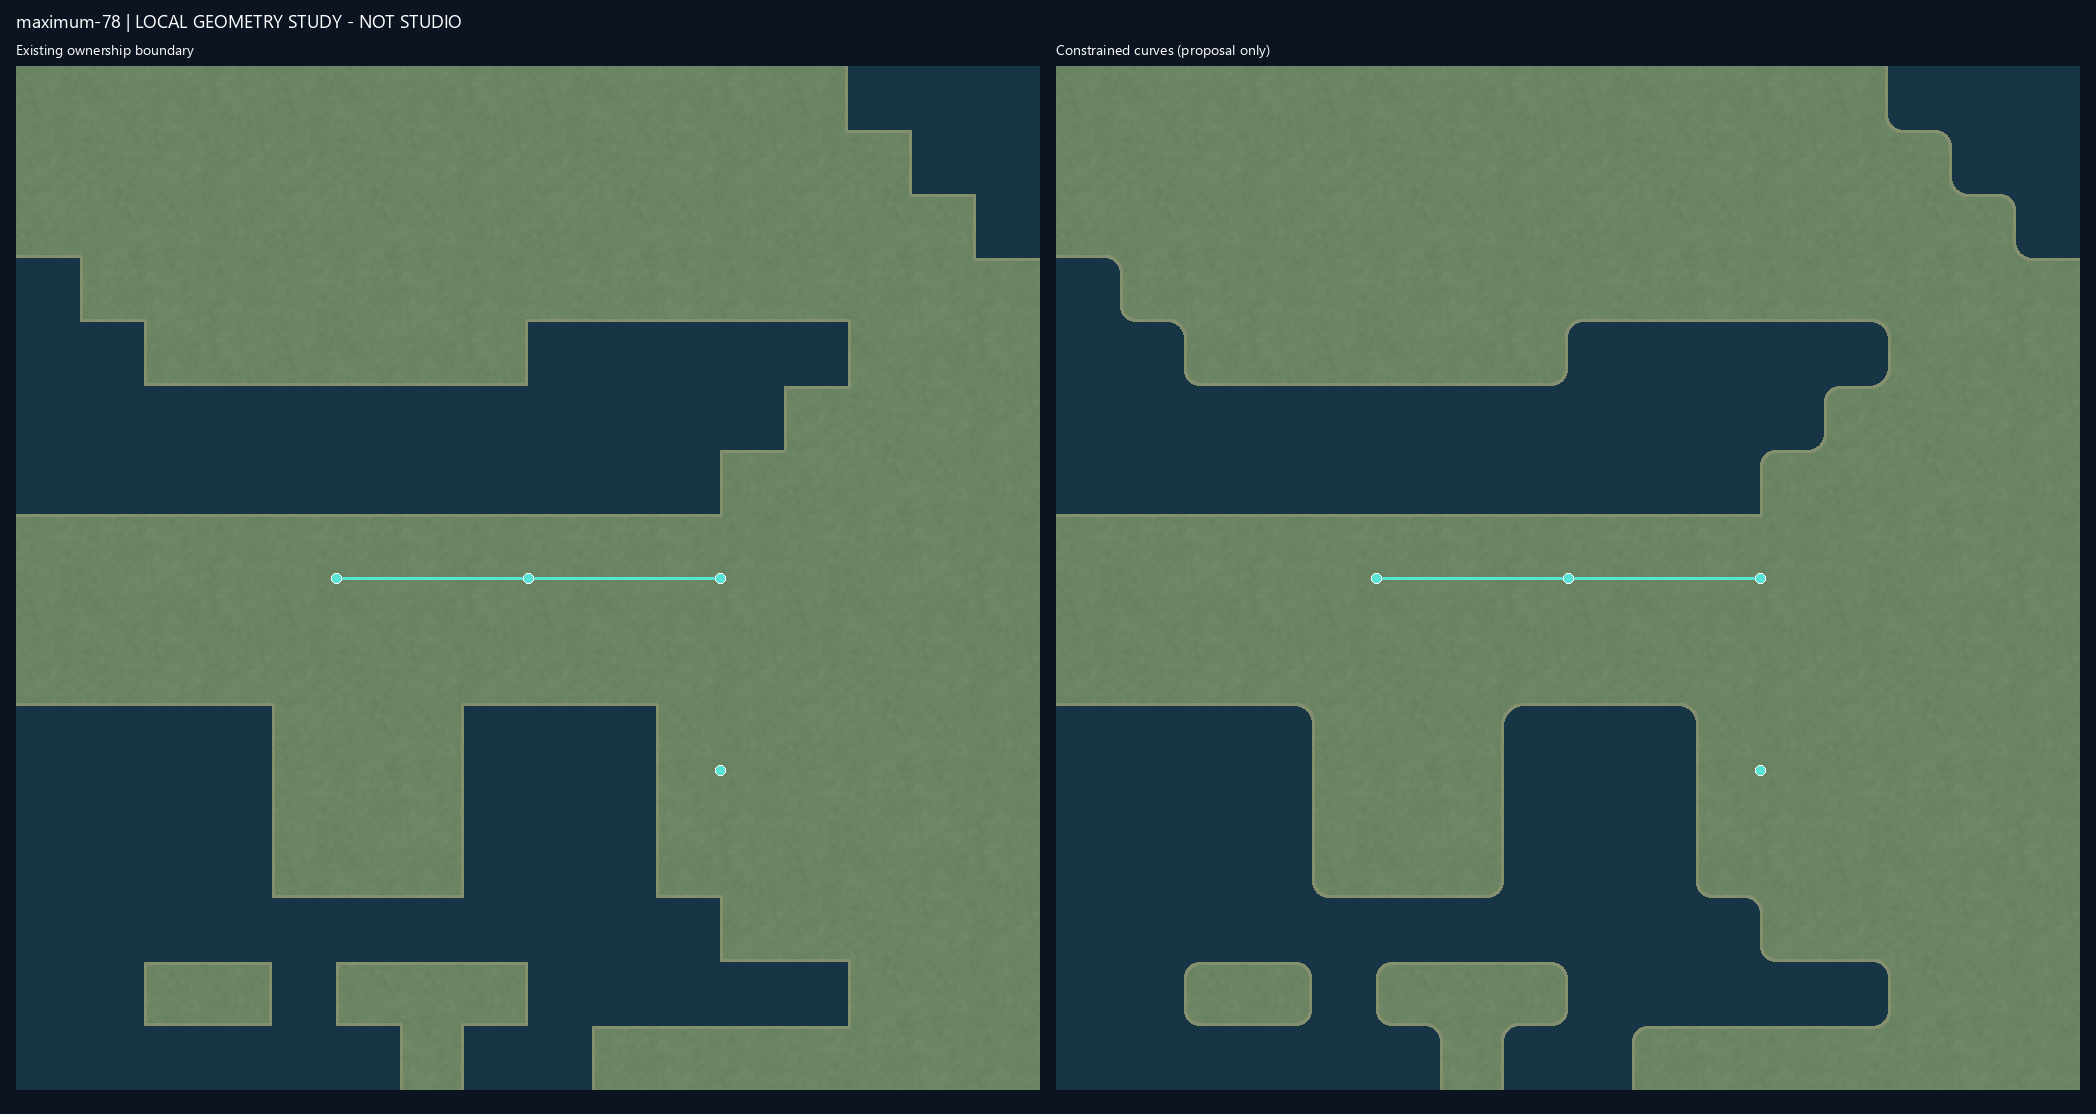 maximum-78 | LOCAL GEOMETRY STUDY - NOT STUDIO
Existing ownership boundary
Constrained curves (proposal only)